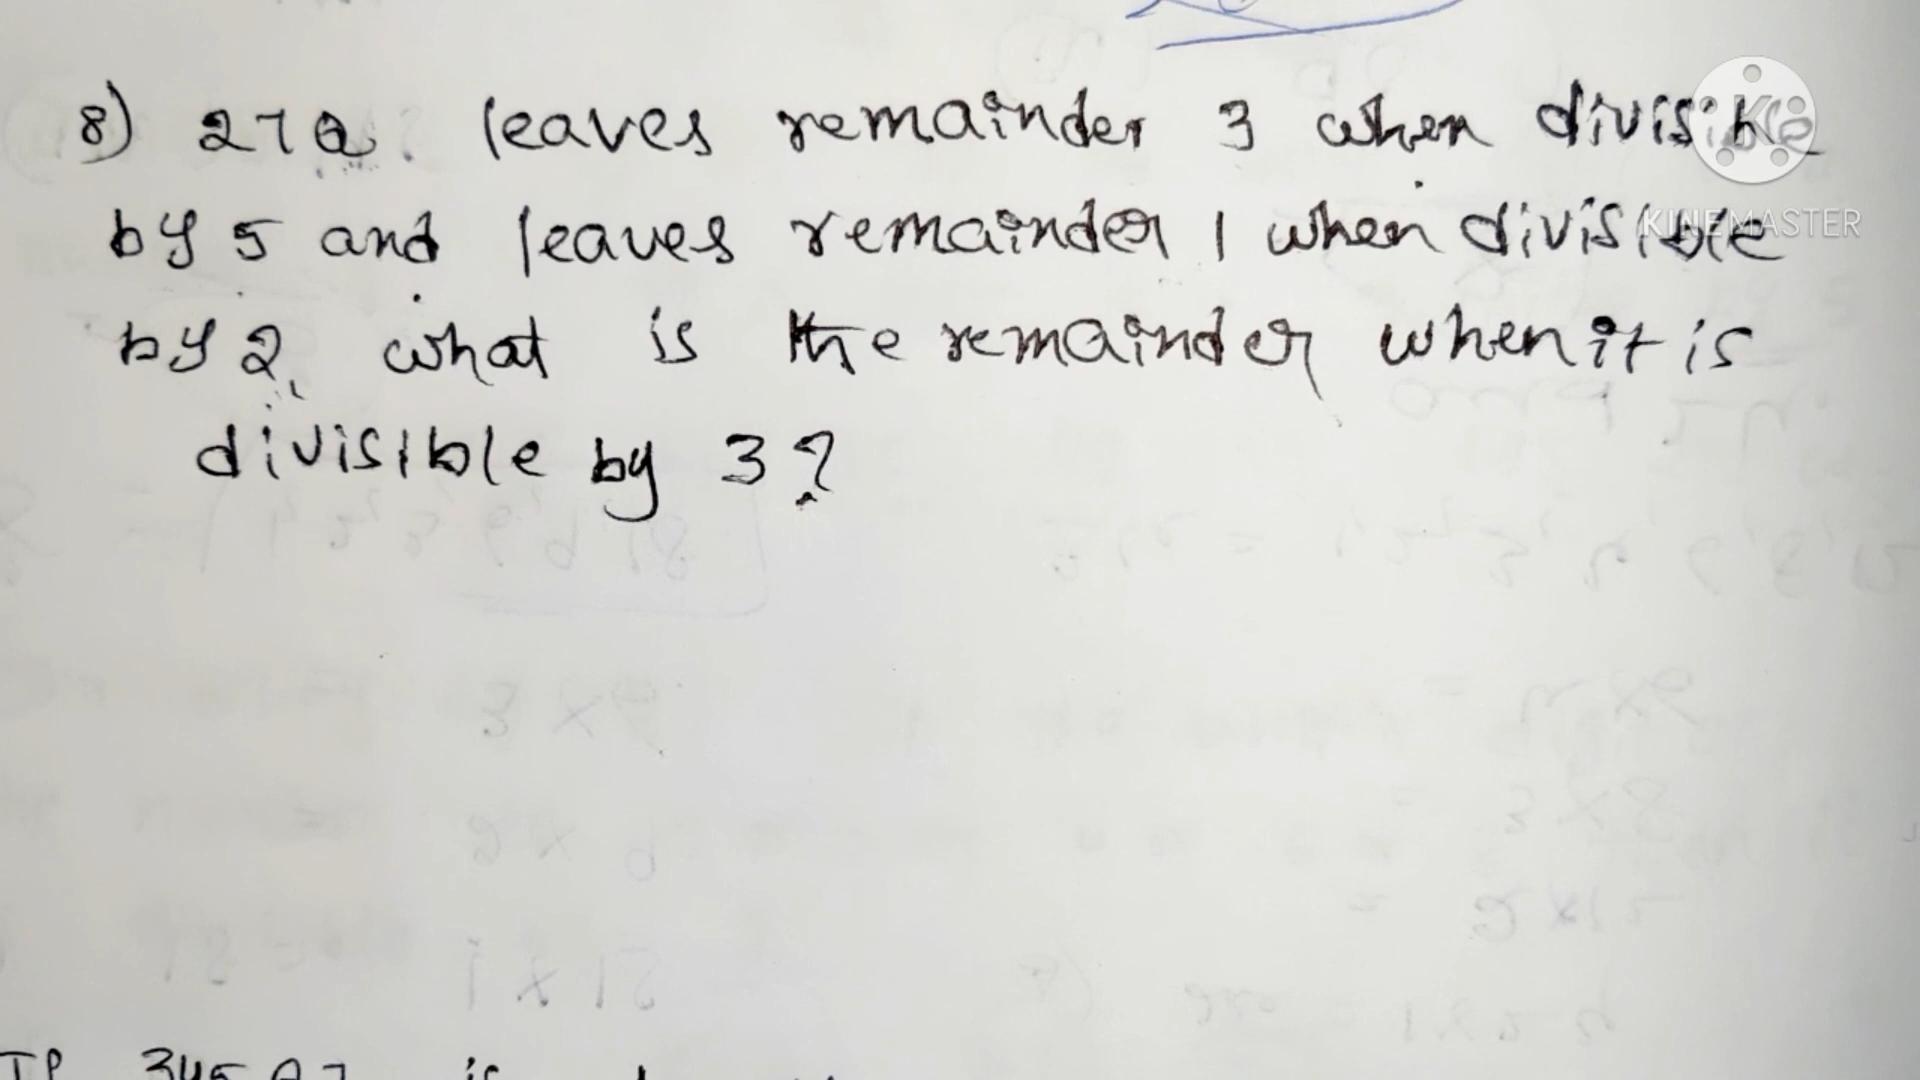 8) 27Q leaves remainder 3 when divisible
by 5 and leaves remainder 1 when divisible
by 2, what is the remainder when it is
divisible by 3?
KINEMASTER